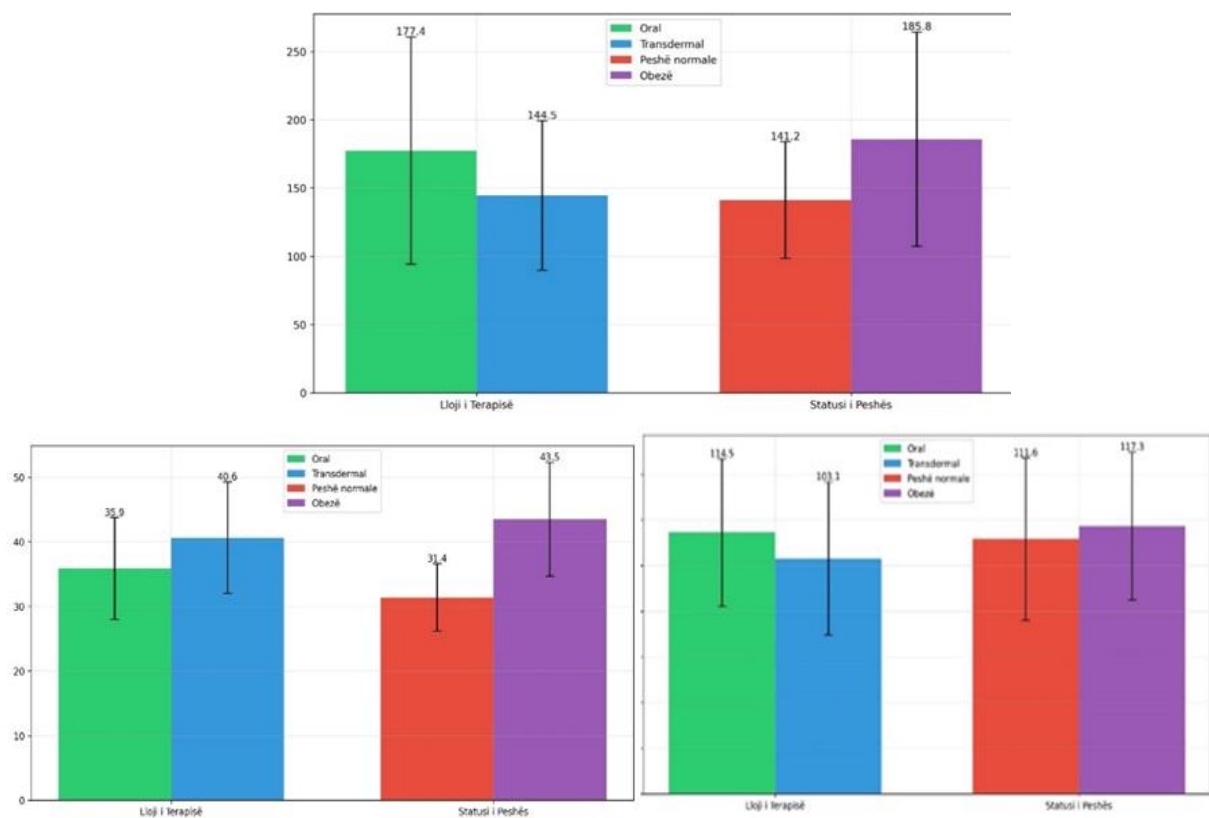 177.4
185.8
Oral
Transdermal
Peshë normale
Obezë
250
144.5
200
141.2
150
100
50
0
Lloji i Terapisë
Statusi i Peshës
50
Oral
Transdermal
Peshë normale
Obezë
43.5
40.6
40
35.9
31.4
30
20
10
0
Lloji i Terapisë
Statusi i Peshës
114.5
Oral
Transdermal
Peshë normale
Obezë
111.6
117.3
103.1
Lloji i Terapisë
Statusi i Peshës